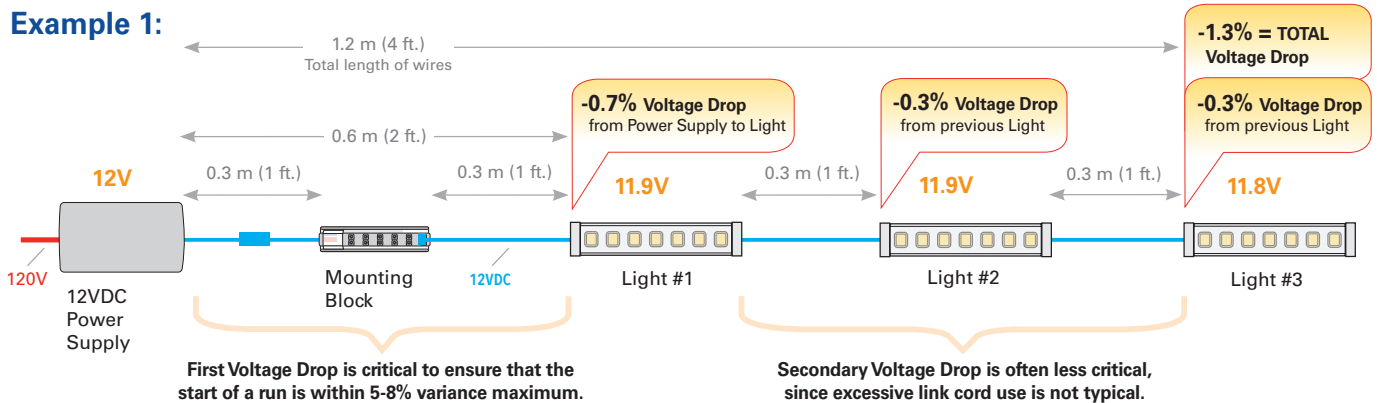 Example 1:
1.2 m (4 ft.)
Total length of wires
-1.3% = TOTAL
Voltage Drop
-0.7% Voltage Drop
from Power Supply to Light
-0.3% Voltage Drop
from previous Light
-0.3% Voltage Drop
from previous Light
0.6 m (2 ft.)
12V
0.3 m (1 ft.)
0.3 m (1 ft.)
11.9V
0.3 m (1 ft.)
11.9V
0.3 m (1 ft.)
11.8V
120V
12VDC
Power
Supply
Mounting
Block
12VDC
Light #1
Light #2
Light #3
First Voltage Drop is critical to ensure that the
start of a run is within 5-8% variance maximum.
Secondary Voltage Drop is often less critical,
since excessive link cord use is not typical.